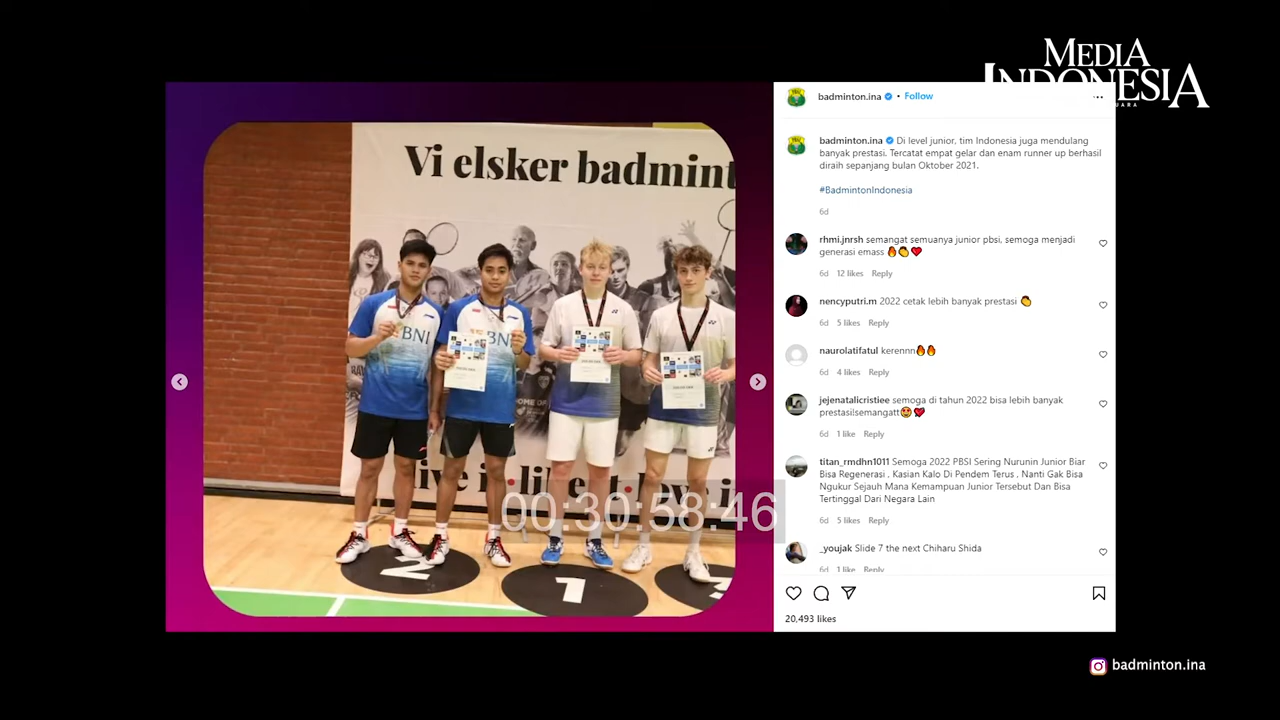 MEDIA
INDONESIA
Vi elsker badmint
BNI
BNI
00:30:58:46
2
1
badminton.ina • Follow
badminton.ina Di level junior, tim Indonesia juga mendulang
banyak prestasi. Tercatat empat gelar dan enam runner up berhasil
diraih sepanjang bulan Oktober 2021.
#BadmintonIndonesia
6d
rhmi.jnrsh semangat semuanya junior pbsi, semoga menjadi
generasi emass 🔥👏❤️
6d 12 likes Reply
nencyputri.m 2022 cetak lebih banyak prestasi 👏
6d 5 likes Reply
naurolatifatul kerennn🔥🔥
6d 4 likes Reply
jejenatalicristiee semoga di tahun 2022 bisa lebih banyak
prestasi!semangatt😍💖
6d 1 like Reply
titan_rmdhn1011 Semoga 2022 PBSI Sering Nurunin Junior Biar
Bisa Regenerasi . Kasian Kalo Di Pendem Terus , Nanti Gak Bisa
Ngukur Sejauh Mana Kemampuan Junior Tersebut Dan Bisa
Tertinggal Dari Negara Lain
6d 5 likes Reply
_youjak Slide 7 the next Chiharu Shida
6d 1 like Reply
20,493 likes
badminton.ina